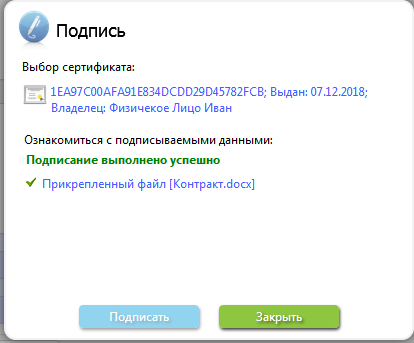 Подпись
Выбор сертификата:
1EA97C00AFA91E834DCDD29D45782FCB; Выдан: 07.12.2018;
Владелец: Физичекое Лицо Иван
Ознакомиться с подписываемыми данными:
Подписание выполнено успешно
Прикрепленный файл [Контракт.docx]
Подписать
Закрыть